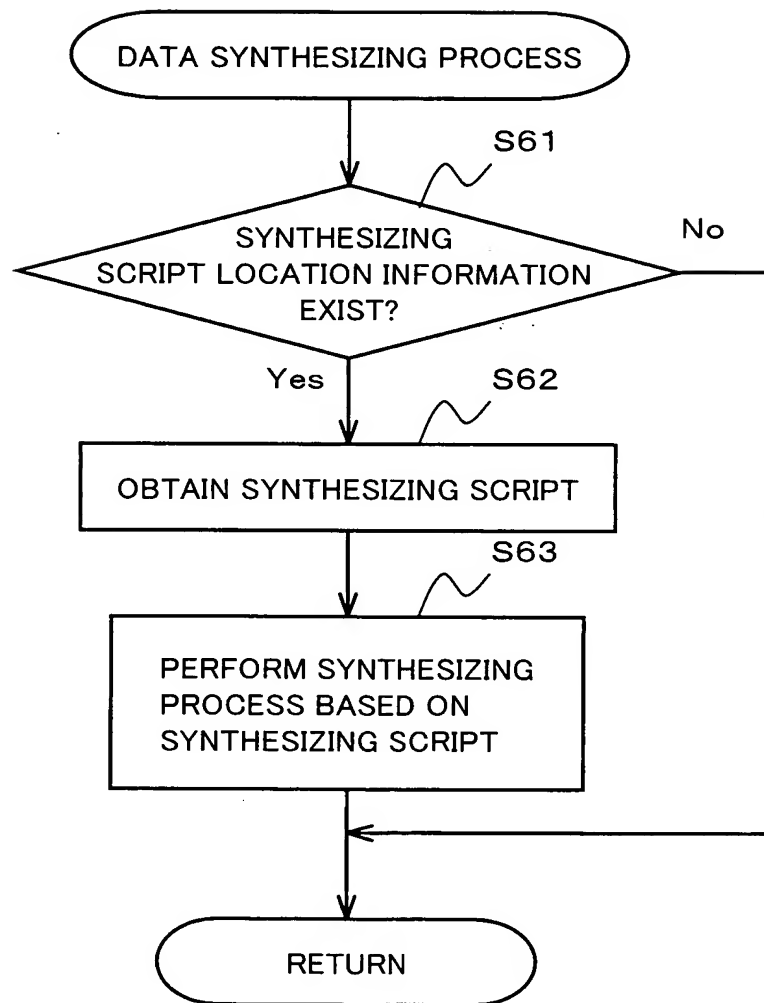 DATA SYNTHESIZING PROCESS
S61
SYNTHESIZING
SCRIPT LOCATION INFORMATION
EXIST?
No
Yes
S62
OBTAIN SYNTHESIZING SCRIPT
S63
PERFORM SYNTHESIZING
PROCESS BASED ON
SYNTHESIZING SCRIPT
RETURN